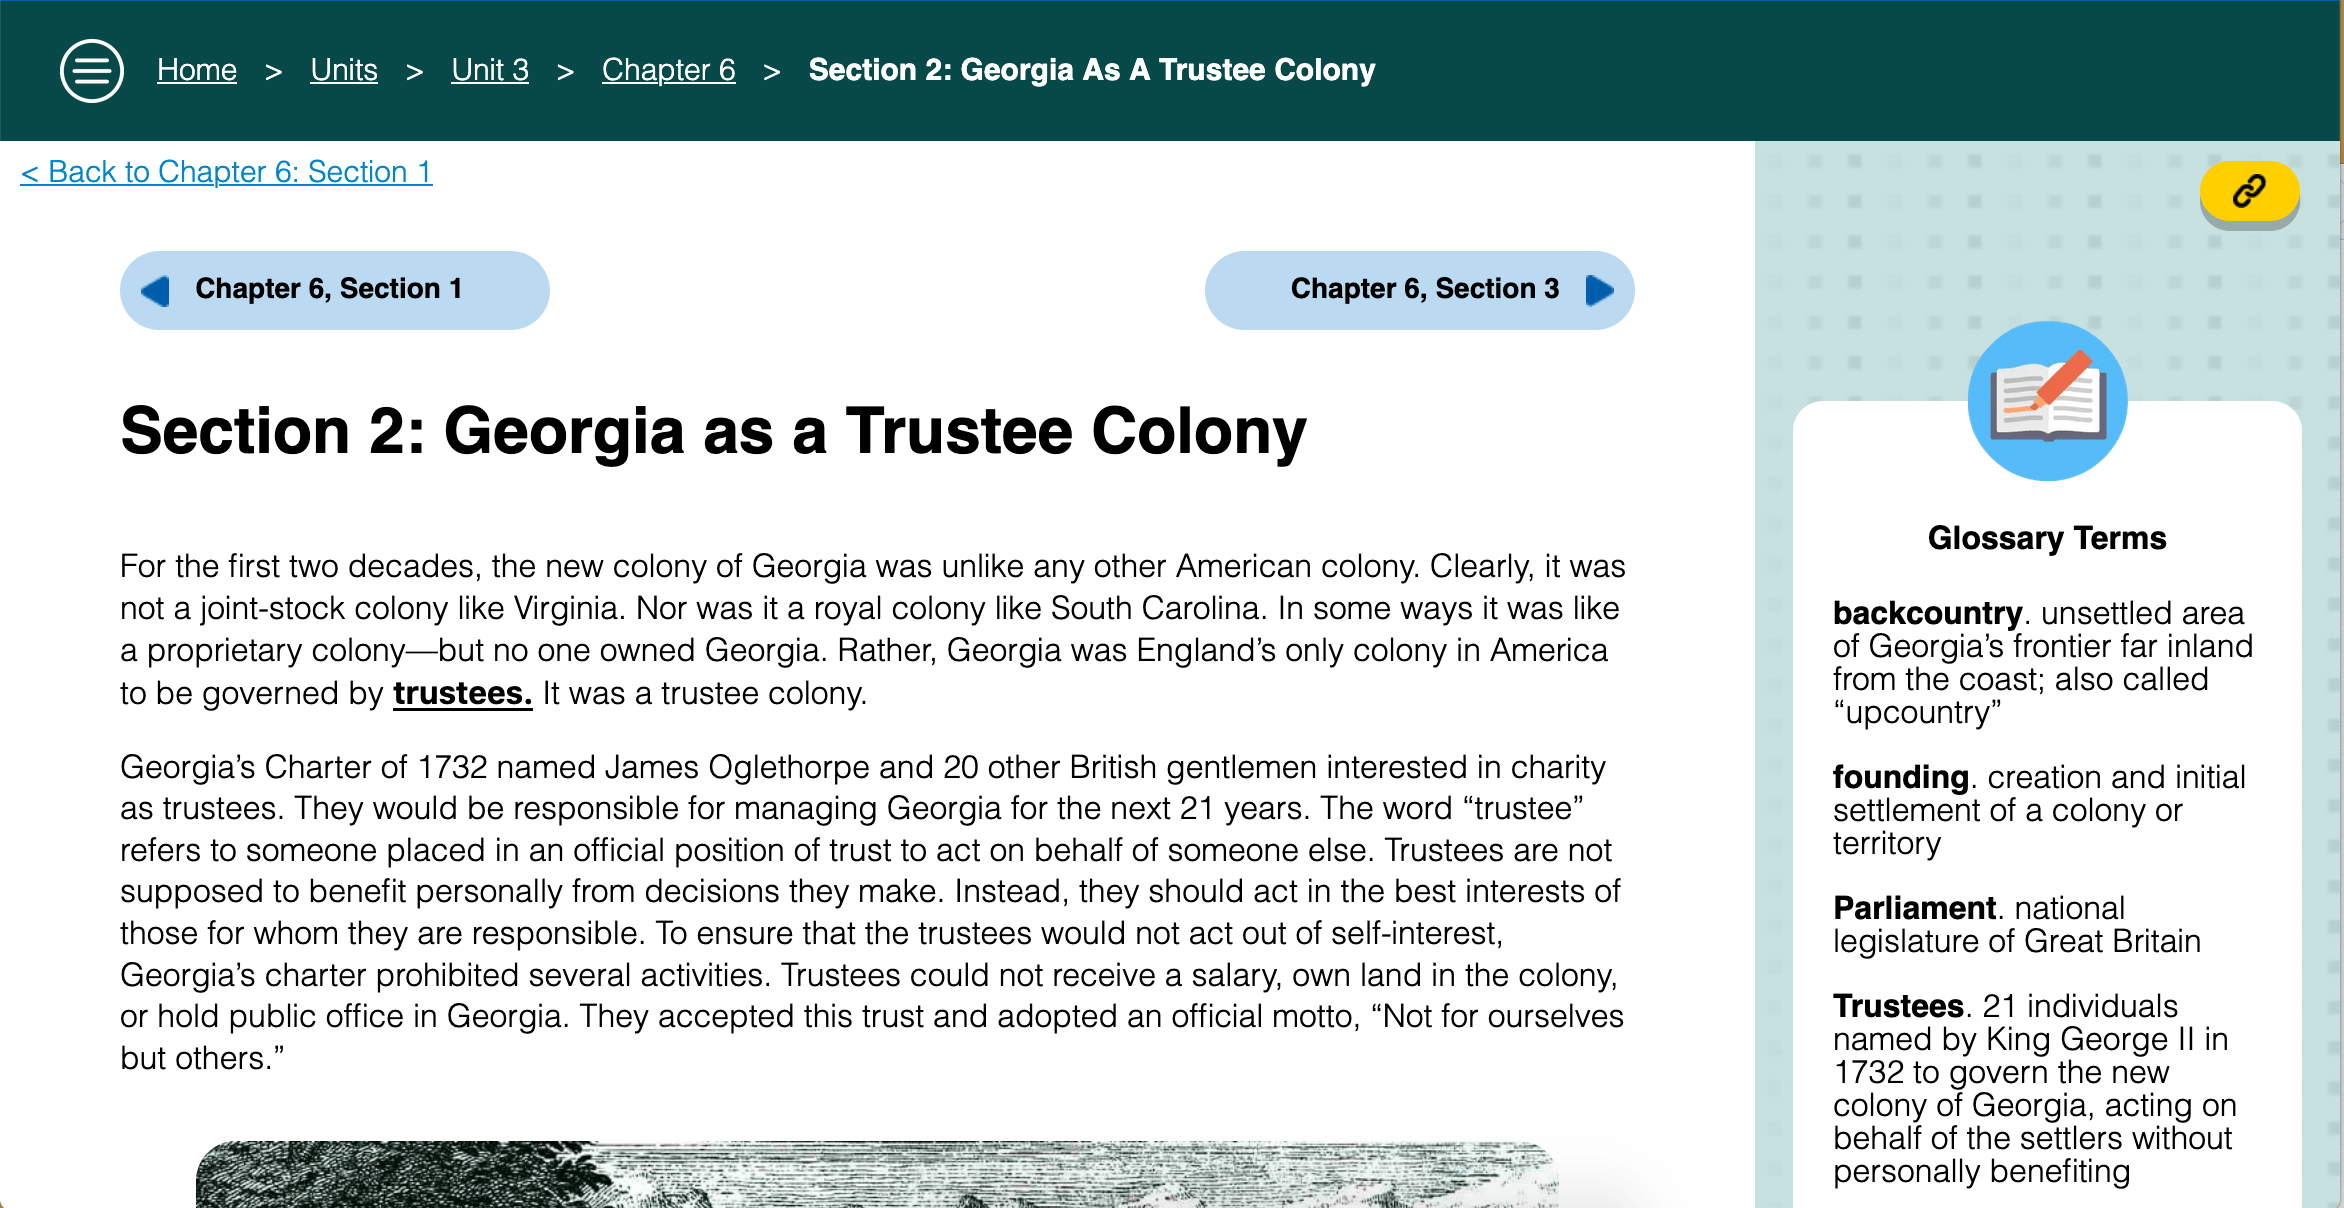 Home > Units > Unit 3 > Chapter 6 > Section 2: Georgia As A Trustee Colony
< Back to Chapter 6: Section 1
Chapter 6, Section 1
Chapter 6, Section 3
Section 2: Georgia as a Trustee Colony
For the first two decades, the new colony of Georgia was unlike any other American colony. Clearly, it was
not a joint-stock colony like Virginia. Nor was it a royal colony like South Carolina. In some ways it was like
a proprietary colony—but no one owned Georgia. Rather, Georgia was England’s only colony in America
to be governed by trustees. It was a trustee colony.
Georgia’s Charter of 1732 named James Oglethorpe and 20 other British gentlemen interested in charity
as trustees. They would be responsible for managing Georgia for the next 21 years. The word “trustee”
refers to someone placed in an official position of trust to act on behalf of someone else. Trustees are not
supposed to benefit personally from decisions they make. Instead, they should act in the best interests of
those for whom they are responsible. To ensure that the trustees would not act out of self-interest,
Georgia’s charter prohibited several activities. Trustees could not receive a salary, own land in the colony,
or hold public office in Georgia. They accepted this trust and adopted an official motto, “Not for ourselves
but others.”
Glossary Terms
backcountry. unsettled area
of Georgia’s frontier far inland
from the coast; also called
“upcountry”
founding. creation and initial
settlement of a colony or
territory
Parliament. national
legislature of Great Britain
Trustees. 21 individuals
named by King George II in
1732 to govern the new
colony of Georgia, acting on
behalf of the settlers without
personally benefiting